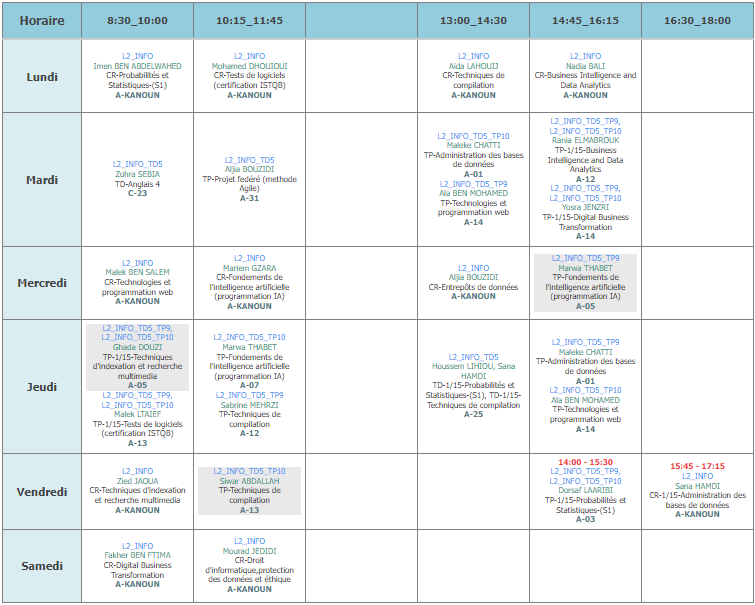 Horaire
8:30_10:00
10:15_11:45
13:00_14:30
14:45_16:15
16:30_18:00
Lundi
L2_INFO
Imen BEN ABDELWAHED
CR-Probabilités et
Statistiques-(S1)
A-KANOUN
L2_INFO
Mohamed DHOUIOUI
CR-Tests de logiciels
(certification ISTQB)
A-KANOUN
L2_INFO
Aida LAHOUIJ
CR-Techniques de
compilation
A-KANOUN
L2_INFO
Nadia BALI
CR-Business Intelligence and
Data Analytics
A-KANOUN
Mardi
L2_INFO_TD5
Zohra SEBIA
TD-Anglais 4
C-23
L2_INFO_TD5
Aljia BOUZIDI
TP-Projet fedéré (methode
Agile)
A-31
L2_INFO_TD5_TP10
Maleke CHATTI
TP-Administration des bases
de données
A-01
L2_INFO_TD5_TP9
Ala BEN MOHAMED
TP-Technologies et
programmation web
A-14
L2_INFO_TD5_TP9,
L2_INFO_TD5_TP10
Rania ELMABROUK
TP-1/15-Business
Intelligence and Data
Analytics
A-12
L2_INFO_TD5_TP9,
L2_INFO_TD5_TP10
Yosra JENZRI
TP-1/15-Digital Business
Transformation
A-14
Mercredi
L2_INFO
Malek BEN SALEM
CR-Technologies et
programmation web
A-KANOUN
L2_INFO
Mariem GZARA
CR-Fondements de
l'intelligence artificielle
(programmation IA)
A-KANOUN
L2_INFO
Aljia BOUZIDI
CR-Entrepôts de données
A-KANOUN
L2_INFO_TD5_TP9
Marwa THABET
TP-Fondements de
l'intelligence artificielle
(programmation IA)
A-05
Jeudi
L2_INFO_TD5_TP9,
L2_INFO_TD5_TP10
Ghada DOUZI
TP-1/15-Techniques
d'indexation et recherche
multimedia
A-05
L2_INFO_TD5_TP9,
L2_INFO_TD5_TP10
Malek LTAIEF
TP-1/15-Tests de logiciels
(certification ISTQB)
A-13
L2_INFO_TD5_TP10
Marwa THABET
TP-Fondements de
l'intelligence artificielle
(programmation IA)
A-07
L2_INFO_TD5_TP9
Sabrine MEHRZI
TP-Techniques de
compilation
A-12
L2_INFO_TD5
Houssem LIHIOU, Sana
HAMDI
TD-1/15-Probabilités et
Statistiques-(S1), TD-1/15-
Techniques de compilation
A-25
L2_INFO_TD5_TP9
Maleke CHATTI
TP-Administration des bases
de données
A-01
L2_INFO_TD5_TP10
Ala BEN MOHAMED
TP-Technologies et
programmation web
A-14
Vendredi
L2_INFO
Zied JAOUA
CR-Techniques d'indexation
et recherche multimedia
A-KANOUN
L2_INFO_TD5_TP10
Siwar ABDALLAH
TP-Techniques de
compilation
A-13
14:00 - 15:30
L2_INFO_TD5_TP9,
L2_INFO_TD5_TP10
Dorsaf LAARIBI
TP-1/15-Probabilités et
Statistiques-(S1)
A-03
15:45 - 17:15
L2_INFO
Sana HAMDI
CR-1/15-Administration des
bases de données
A-KANOUN
Samedi
L2_INFO
Fakher BEN FTIMA
CR-Digital Business
Transformation
A-KANOUN
L2_INFO
Mourad JEDIDI
CR-Droit
d'informatique,protection
des données et éthique
A-KANOUN